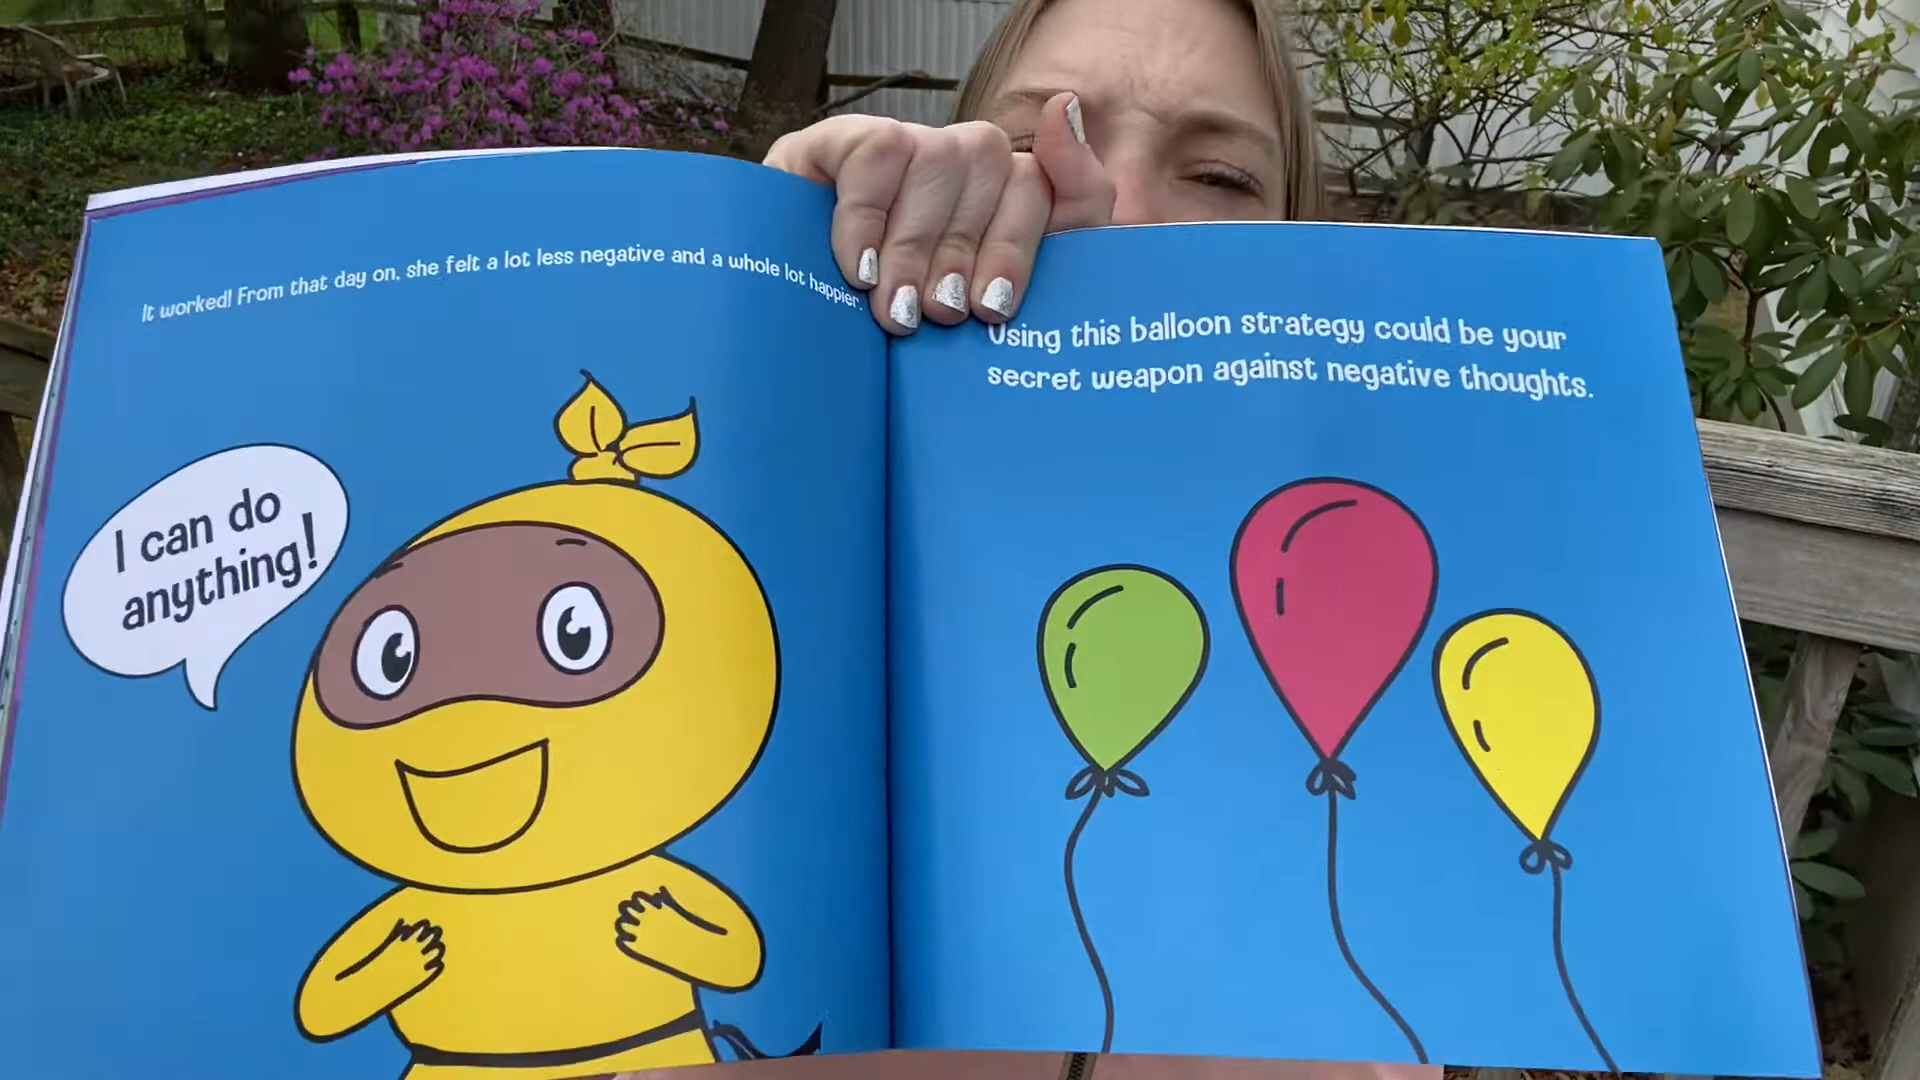 It worked! From that day on, she felt a lot less negative and a whole lot happier.
I can do
anything!
Using this balloon strategy could be your
secret weapon against negative thoughts.